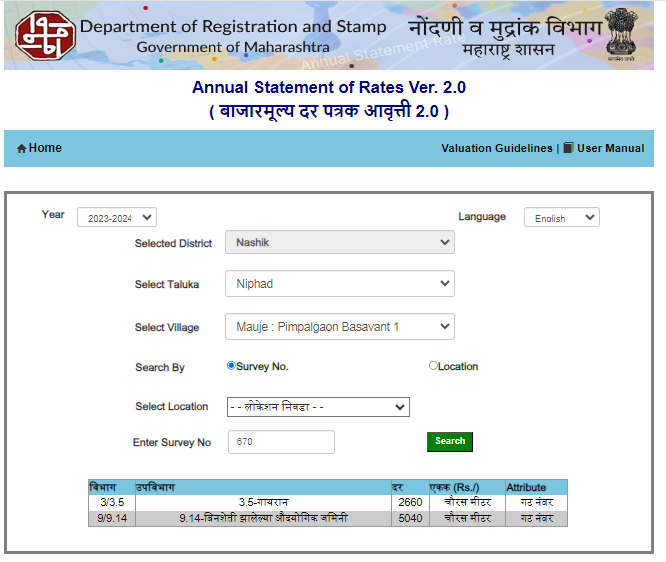 Department of Registration and Stamp
Government of Maharashtra
नोंदणी व मुद्रांक विभाग
महाराष्ट्र शासन
Annual Statement Rate
Annual Statement of Rates Ver. 2.0
( बाजारमूल्य दर पत्रक आवृत्ती 2.0 )
Home
Valuation Guidelines | User Manual
Year 2023-2024 Language English
Selected District Nashik
Select Taluka Niphad
Select Village Mauje : Pimpalgaon Basavant 1
Search By Survey No. Location
Select Location - - लोकेशन निवडा - -
Enter Survey No 670 Search
विभाग उपविभाग दर एकक (Rs./) Attribute
3/3.5 3.5-गायरान 2660 चौरस मीटर गट नंबर
9/9.14 9.14-बिनशेती झालेल्या औदयोगिक जमिनी 5040 चौरस मीटर गट नंबर